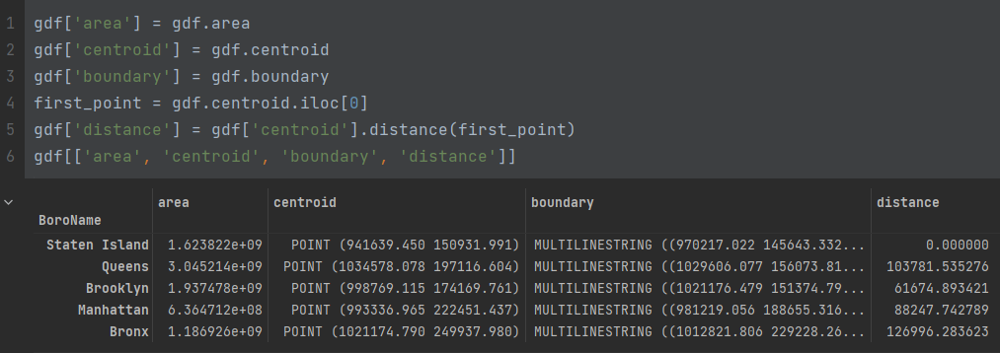 1 gdf['area'] = gdf.area
2 gdf['centroid'] = gdf.centroid
3 gdf['boundary'] = gdf.boundary
4 first_point = gdf.centroid.iloc[0]
5 gdf['distance'] = gdf['centroid'].distance(first_point)
6 gdf[['area', 'centroid', 'boundary', 'distance']]
area centroid boundary distance
BoroName
Staten Island 1.623822e+09 POINT (941639.450 150931.991) MULTILINESTRING ((970217.022 145643.332... 0.000000
Queens 3.045214e+09 POINT (1034578.078 197116.604) MULTILINESTRING ((1029606.077 156073.81... 103781.535276
Brooklyn 1.937478e+09 POINT (998769.115 174169.761) MULTILINESTRING ((1021176.479 151374.79... 61674.893421
Manhattan 6.364712e+08 POINT (993336.965 222451.437) MULTILINESTRING ((981219.056 188655.316... 88247.742789
Bronx 1.186926e+09 POINT (1021174.790 249937.980) MULTILINESTRING ((1012821.806 229228.26... 126996.283623